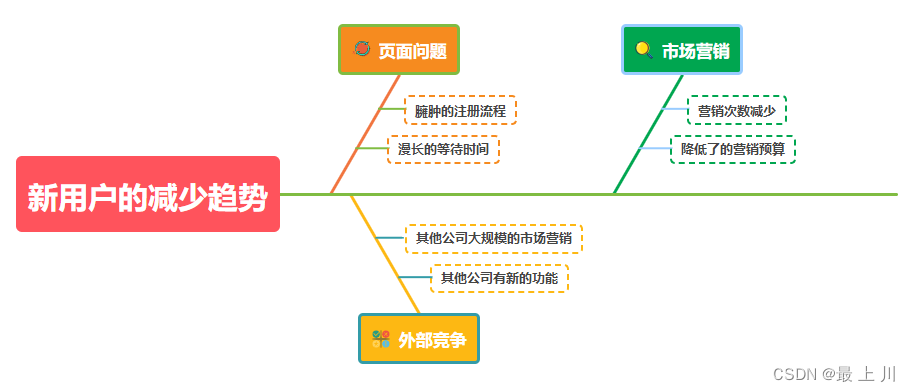 页面问题
市场营销
臃肿的注册流程
营销次数减少
漫长的等待时间
降低了的营销预算
新用户的减少趋势
其他公司大规模的市场营销
其他公司有新的功能
外部竞争
CSDN @最 上 川